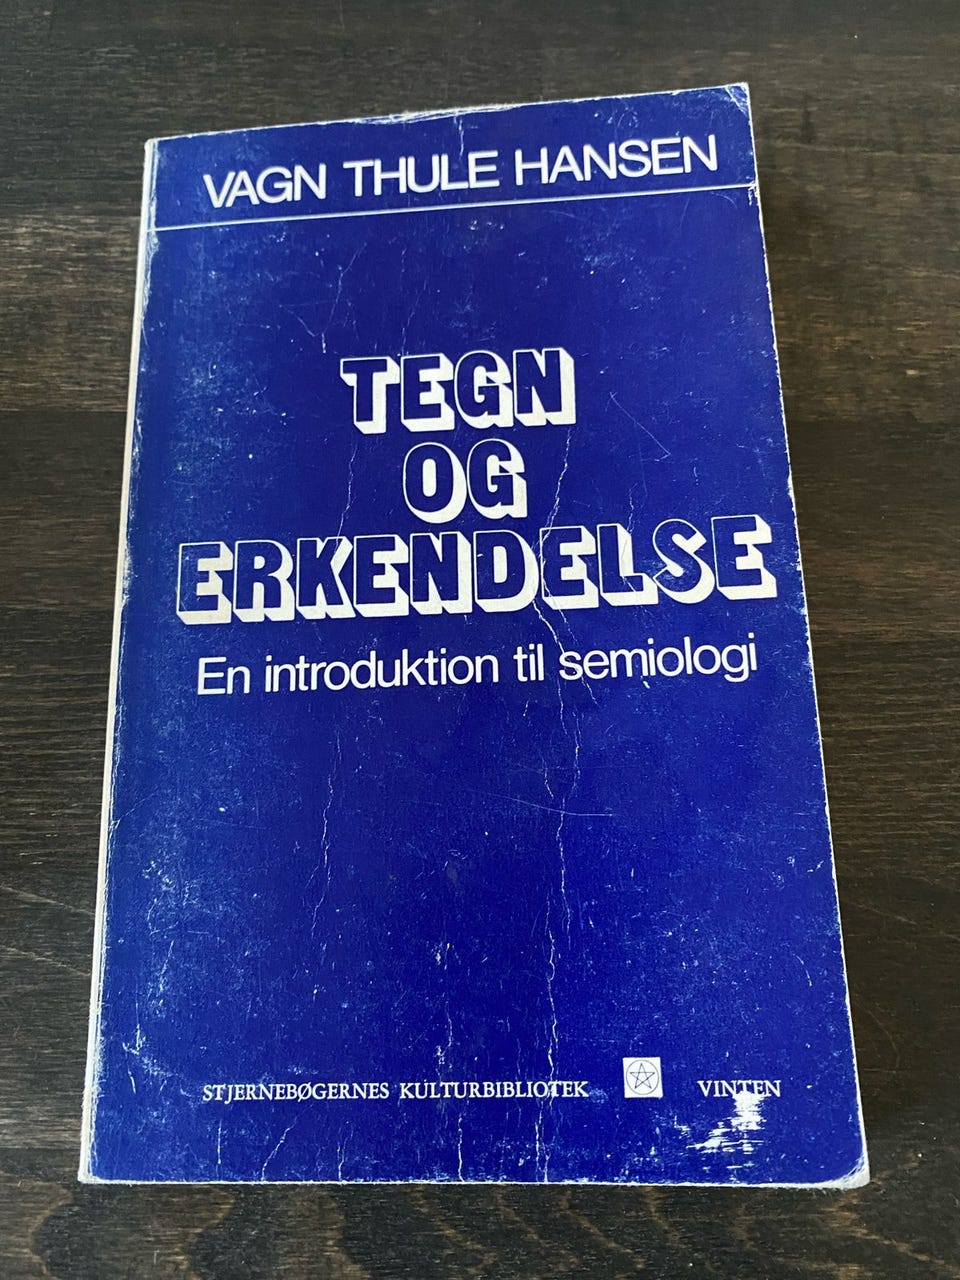 VAGN THULE HANSEN
TEGN
OG
ERKENDELSE
En introduktion til semiologi
STJERNEBØGERNES KULTURBIBLIOTEK VINTEN